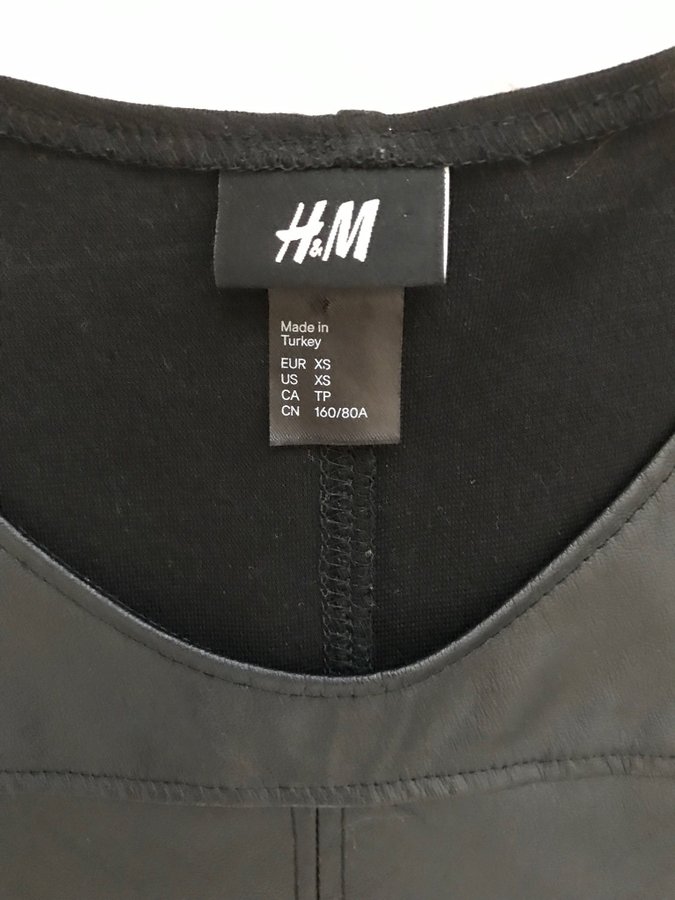 H&M
Made in
Turkey
EUR XS
US XS
CA TP
CN 160/80A